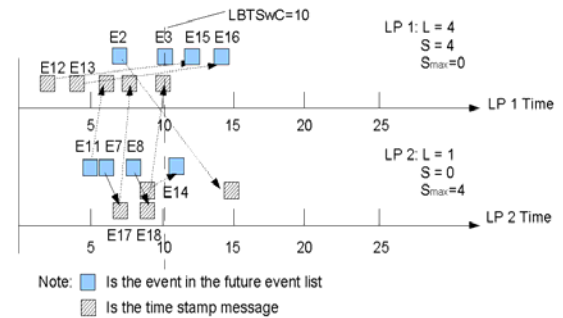 LBTSwC=10
LP 1: L = 4
S = 4
Smax=0
E2 E3 E15 E16
E12 E13
LP 1 Time
5 10 15 20 25
LP 2: L = 1
S = 0
Smax=4
E11 E7 E8
E14
LP 2 Time
E17 E18
5 10 15 20 25
Note: Is the event in the future event list
Is the time stamp message